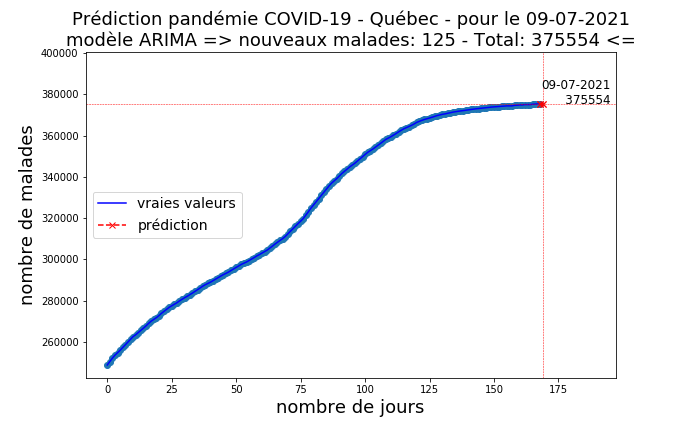 Prédiction pandémie COVID-19 - Québec - pour le 09-07-2021
modèle ARIMA => nouveaux malades: 125 - Total: 375554 <=
400000
380000
360000
340000
320000
300000
280000
260000
nombre de malades
09-07-2021
375554
vraies valeurs
prédiction
0 25 50 75 100 125 150 175
nombre de jours